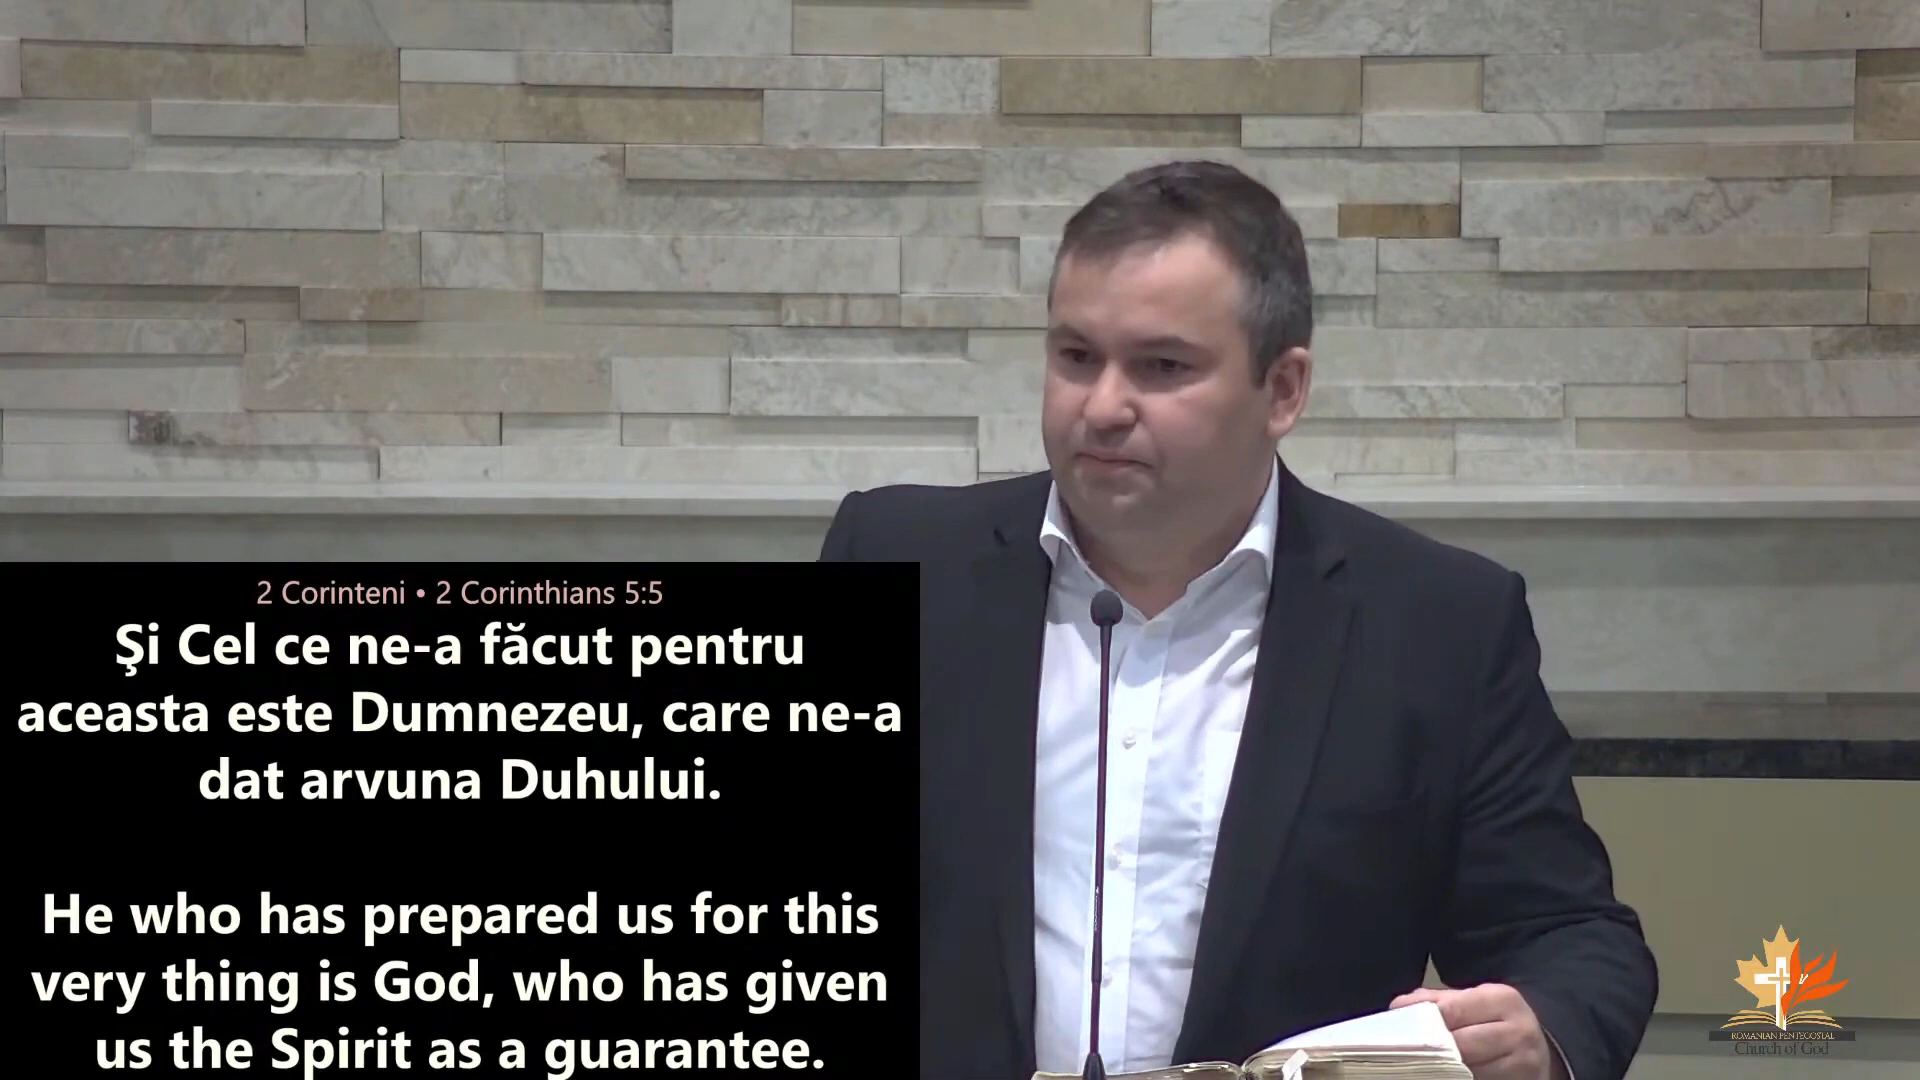 2 Corinteni • 2 Corinthians 5:5
Şi Cel ce ne-a făcut pentru
aceasta este Dumnezeu, care ne-a
dat arvuna Duhului.
He who has prepared us for this
very thing is God, who has given
us the Spirit as a guarantee.
ROMANIAN PENTECOSTAL
Church of God